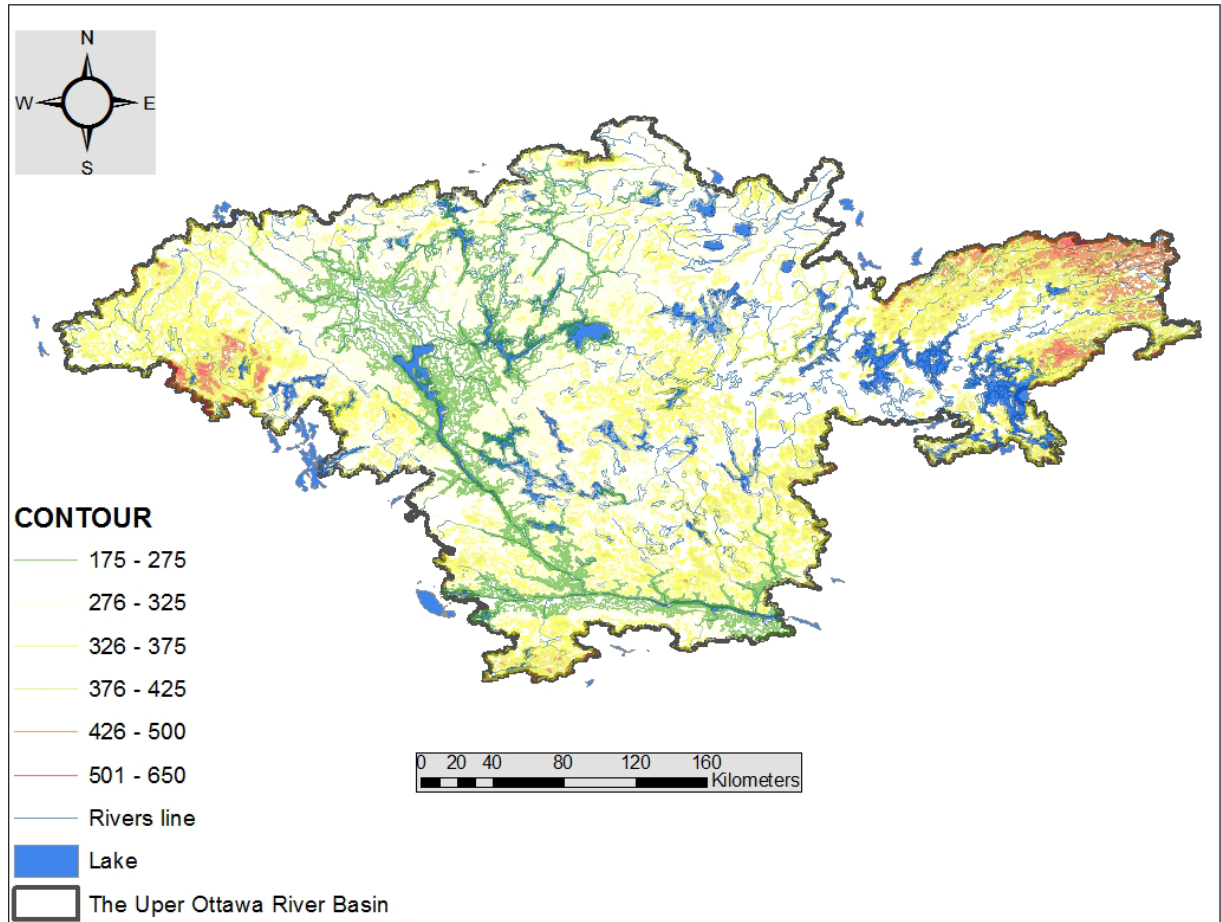 N
W E
S
CONTOUR
175 - 275
276 - 325
326 - 375
376 - 425
426 - 500
501 - 650
Rivers line
Lake
The Uper Ottawa River Basin
0 20 40 80 120 160
Kilometers